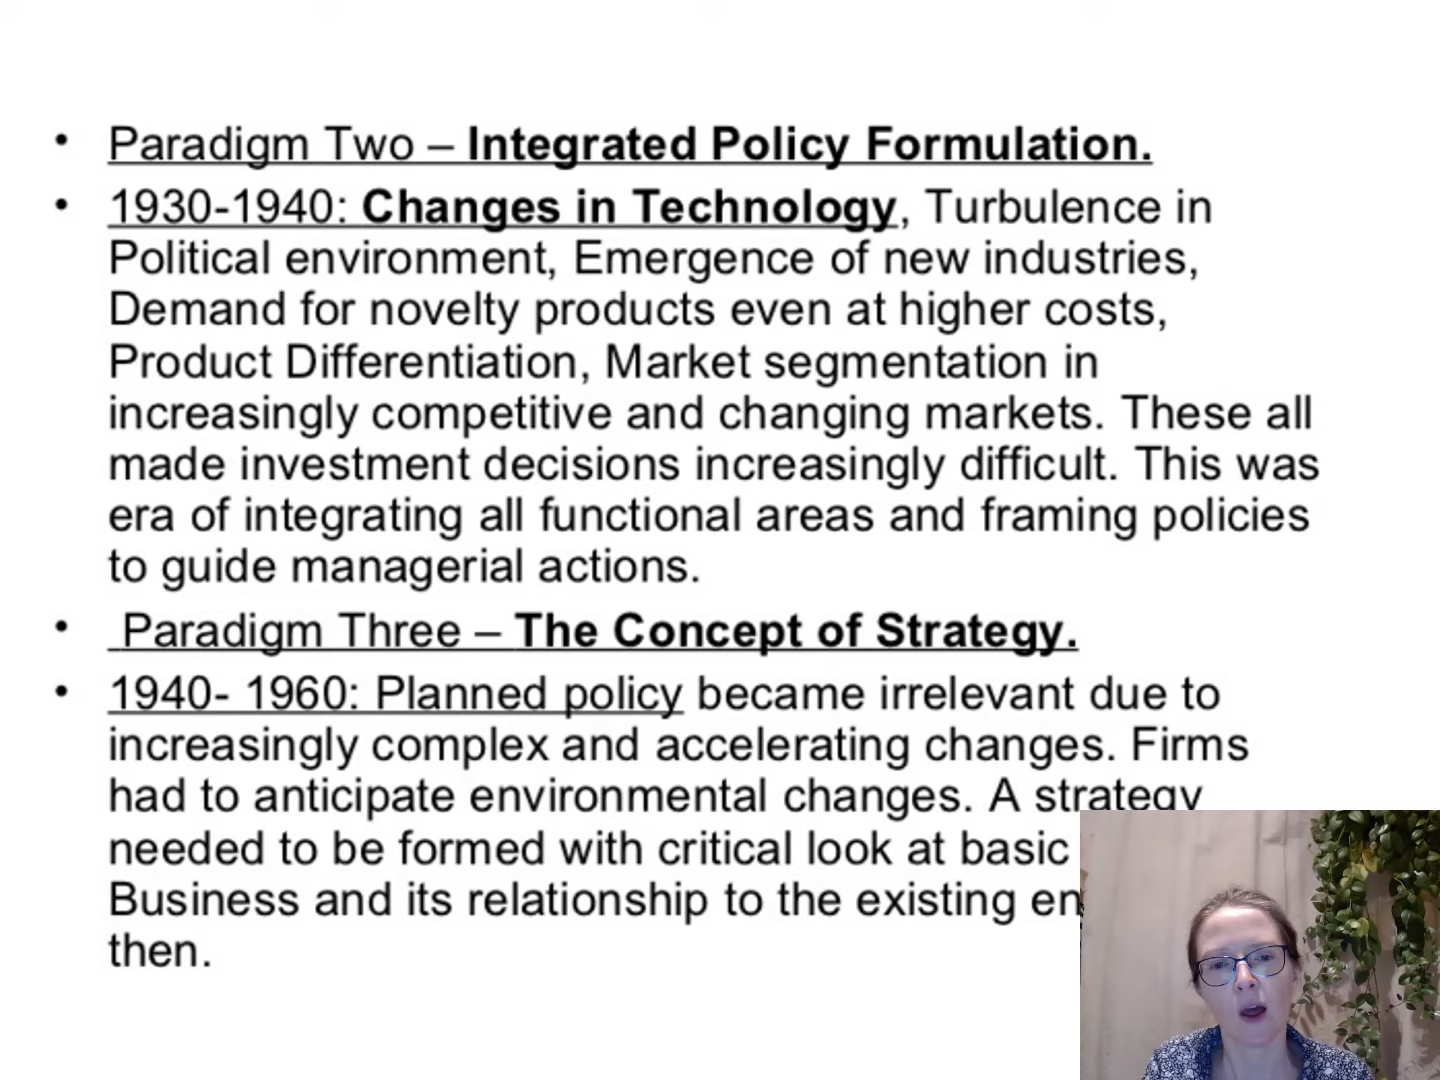 • Paradigm Two – Integrated Policy Formulation.
• 1930-1940: Changes in Technology, Turbulence in
Political environment, Emergence of new industries,
Demand for novelty products even at higher costs,
Product Differentiation, Market segmentation in
increasingly competitive and changing markets. These all
made investment decisions increasingly difficult. This was
era of integrating all functional areas and framing policies
to guide managerial actions.
• Paradigm Three – The Concept of Strategy.
• 1940- 1960: Planned policy became irrelevant due to
increasingly complex and accelerating changes. Firms
had to anticipate environmental changes. A strategy
needed to be formed with critical look at basic
Business and its relationship to the existing
then.